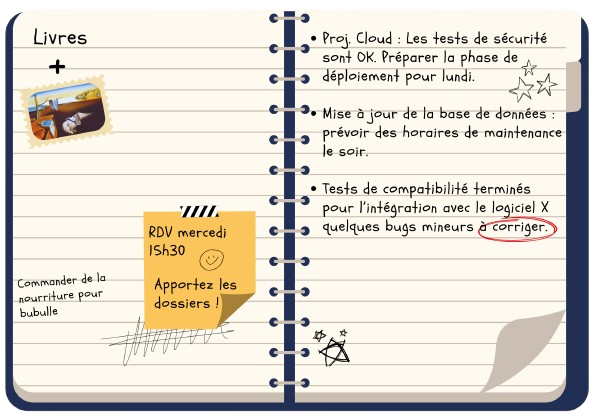 Livres
+
RDV mercedi
15h30
Apportez les
dossiers !
Commander de la
nourriture pour
bubulle
• Proj. Cloud : Les tests de sécurité
sont OK. Préparer la phase de
déploiement pour lundi.
• Mise à jour de la base de données :
prévoir des horaires de maintenance
le soir.
• Tests de compatibilité terminés
pour l'intégration avec le logiciel X
quelques bugs mineurs à corriger.